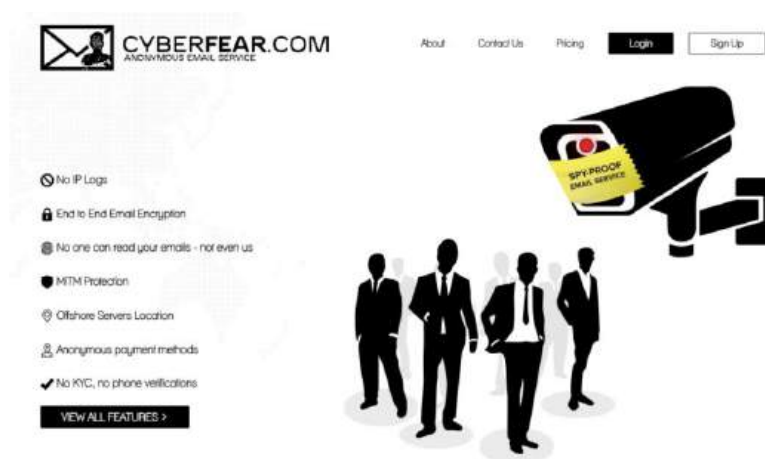 CYBERFEAR.COM
ANONYMOUS EMAIL SERVICE
About Contact Us Pricing Login Sign Up
SPY-PROOF
EMAIL SERVICE
No IP Logs
End to End Email Encryption
No one can read your emails - not even us
MiTM Protection
Offshore Servers Location
Anonymous payment methods
No KYC, no phone verifications
VIEW ALL FEATURES >